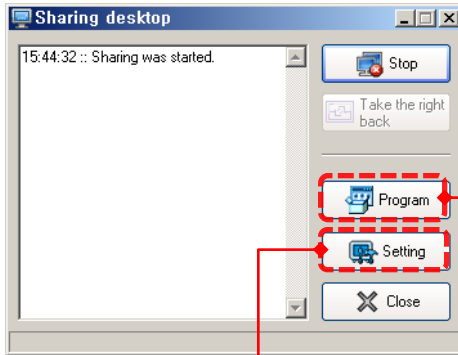 Sharing desktop
15:44:32 :: Sharing was started.
Stop
Take the right
back
Program
Setting
Close